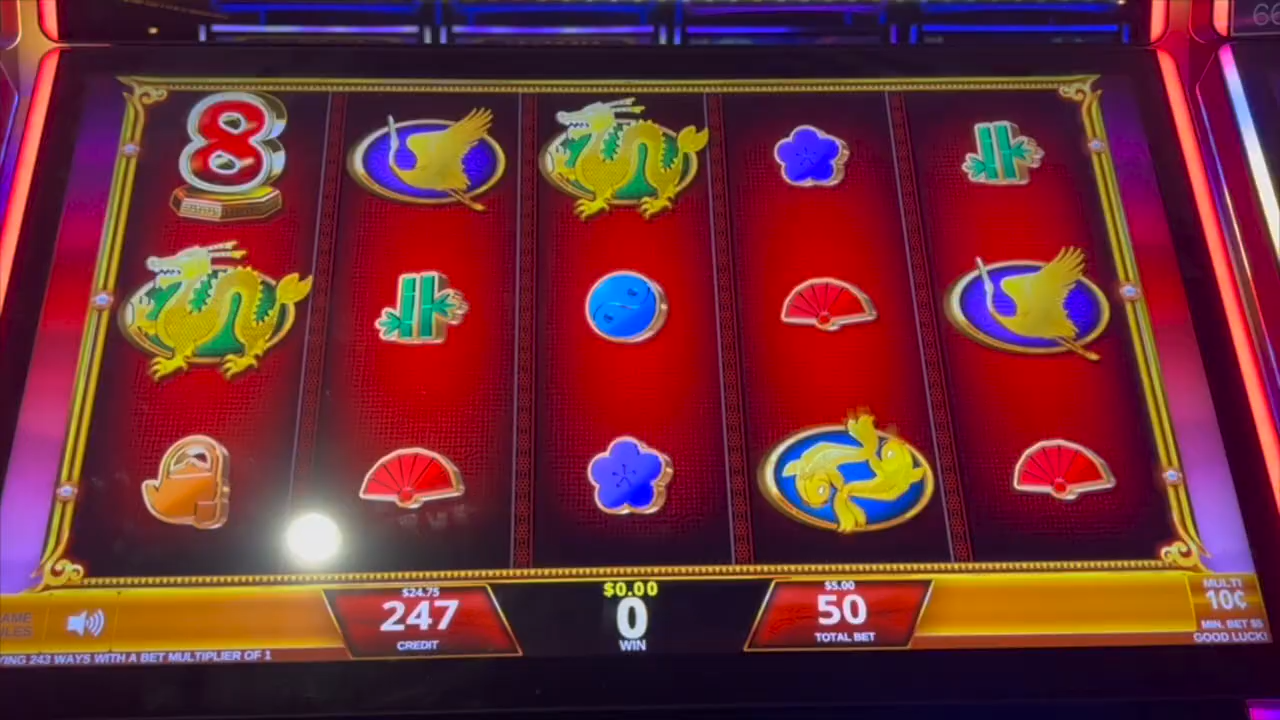 66
8
$24.75
247
CREDIT
$0.00
0
WIN
$5.00
50
TOTAL BET
MULTI
10¢
MIN. BET $5
GOOD LUCK!
243 WAYS WITH A BET MULTIPLIER OF 1